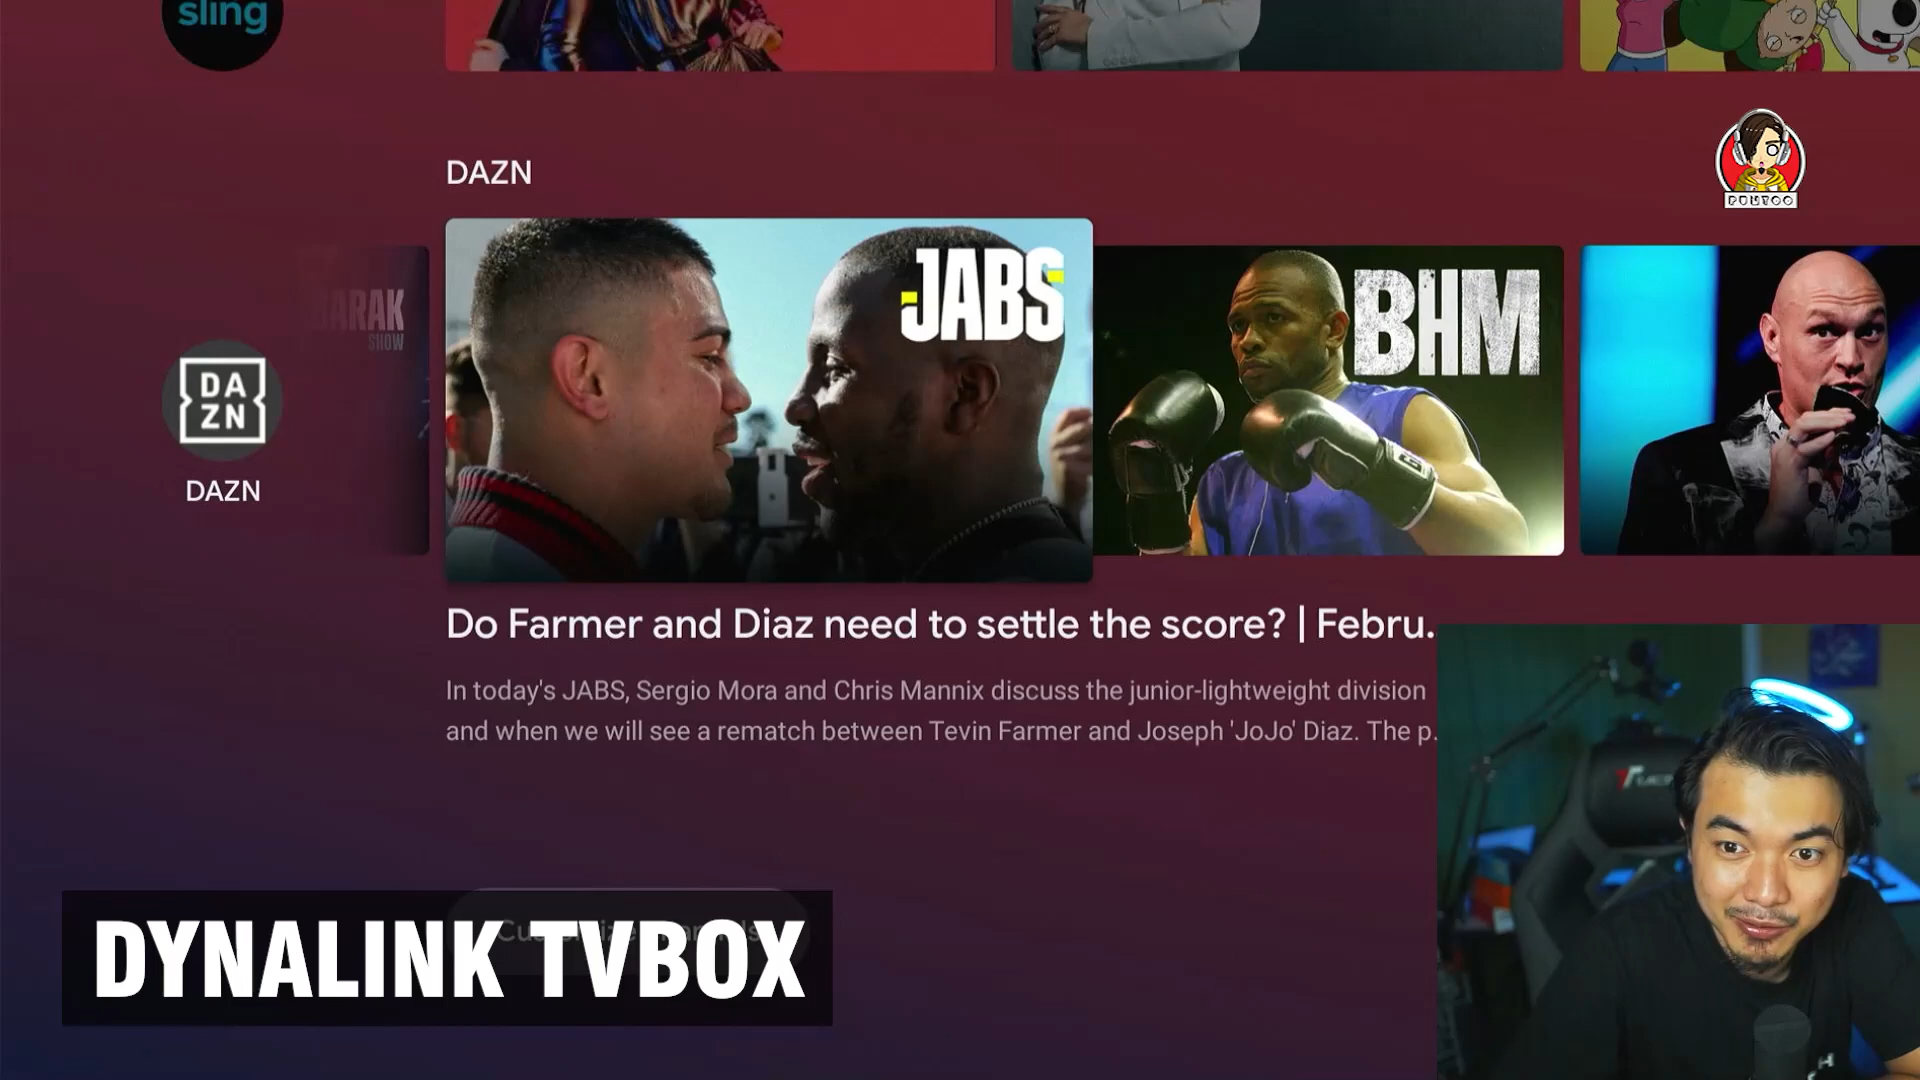 sling
DAZN
BARAK
SHOW
JABS
BHM
DA
ZN
DAZN
Do Farmer and Diaz need to settle the score? | Febru...
In today's JABS, Sergio Mora and Chris Mannix discuss the junior-lightweight division
and when we will see a rematch between Tevin Farmer and Joseph 'JoJo' Diaz. The p...
DYNALINK TVBOX